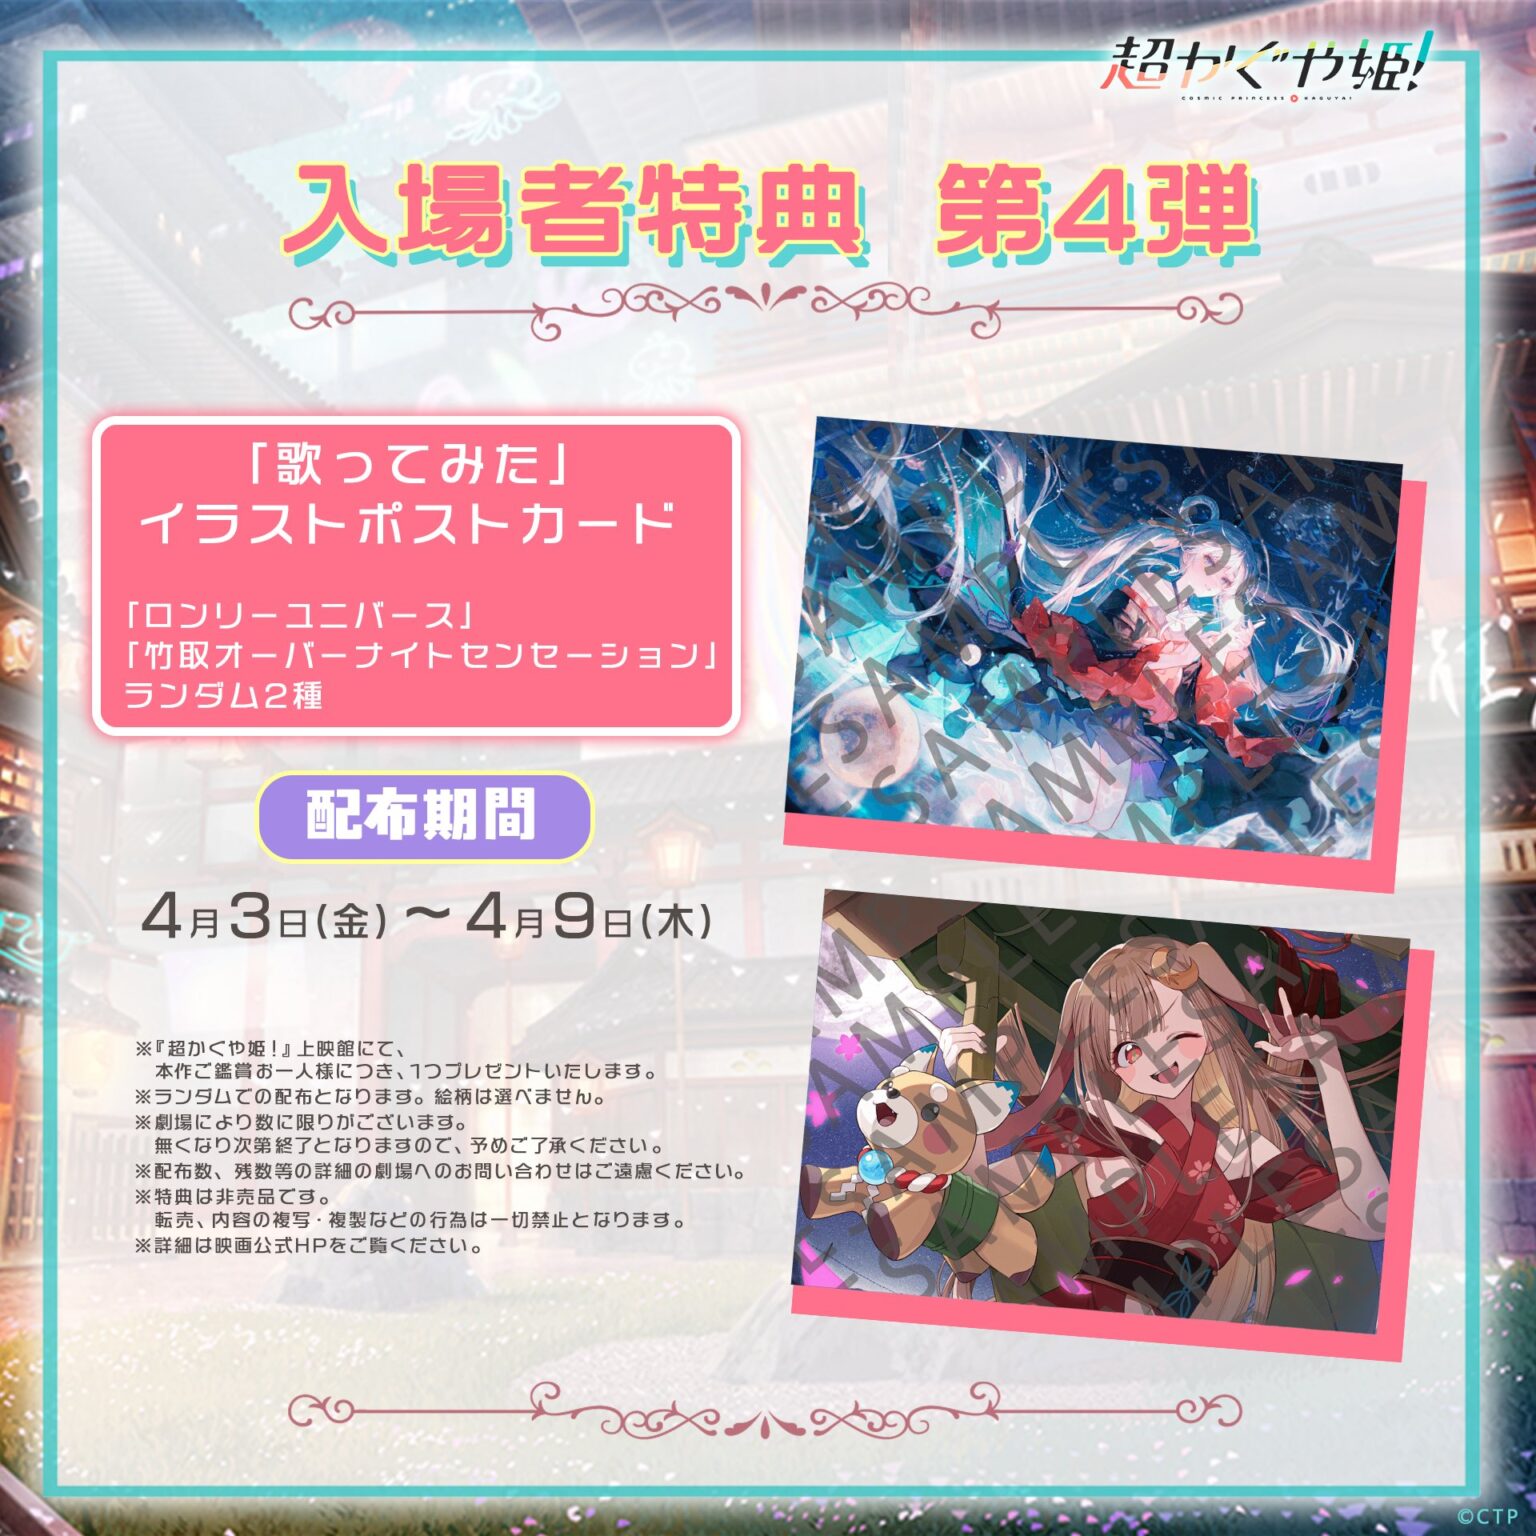 超かぐや姫!
COSMIC PRINCESS KAGUYA!
入場者特典 第4弾
「歌ってみた」
イラストポストカード
「ロンリーユニバース」
「竹取オーバーナイトセンセーション」
ランダム2種
配布期間
4月3日(金)～4月9日(木)
※『超かぐや姫！』上映館にて、
本作ご鑑賞お一人様につき、1つプレゼントいたします。
※ランダムでの配布となります。絵柄は選べません。
※劇場により数に限りがございます。
無くなり次第終了となりますので、予めご了承ください。
※配布数、残数等の詳細の劇場へのお問い合わせはご遠慮ください。
※特典は非売品です。
転売、内容の複写・複製などの行為は一切禁止となります。
※詳細は映画公式HPをご覧ください。
SAMPLE
SAMPLE
©CTP